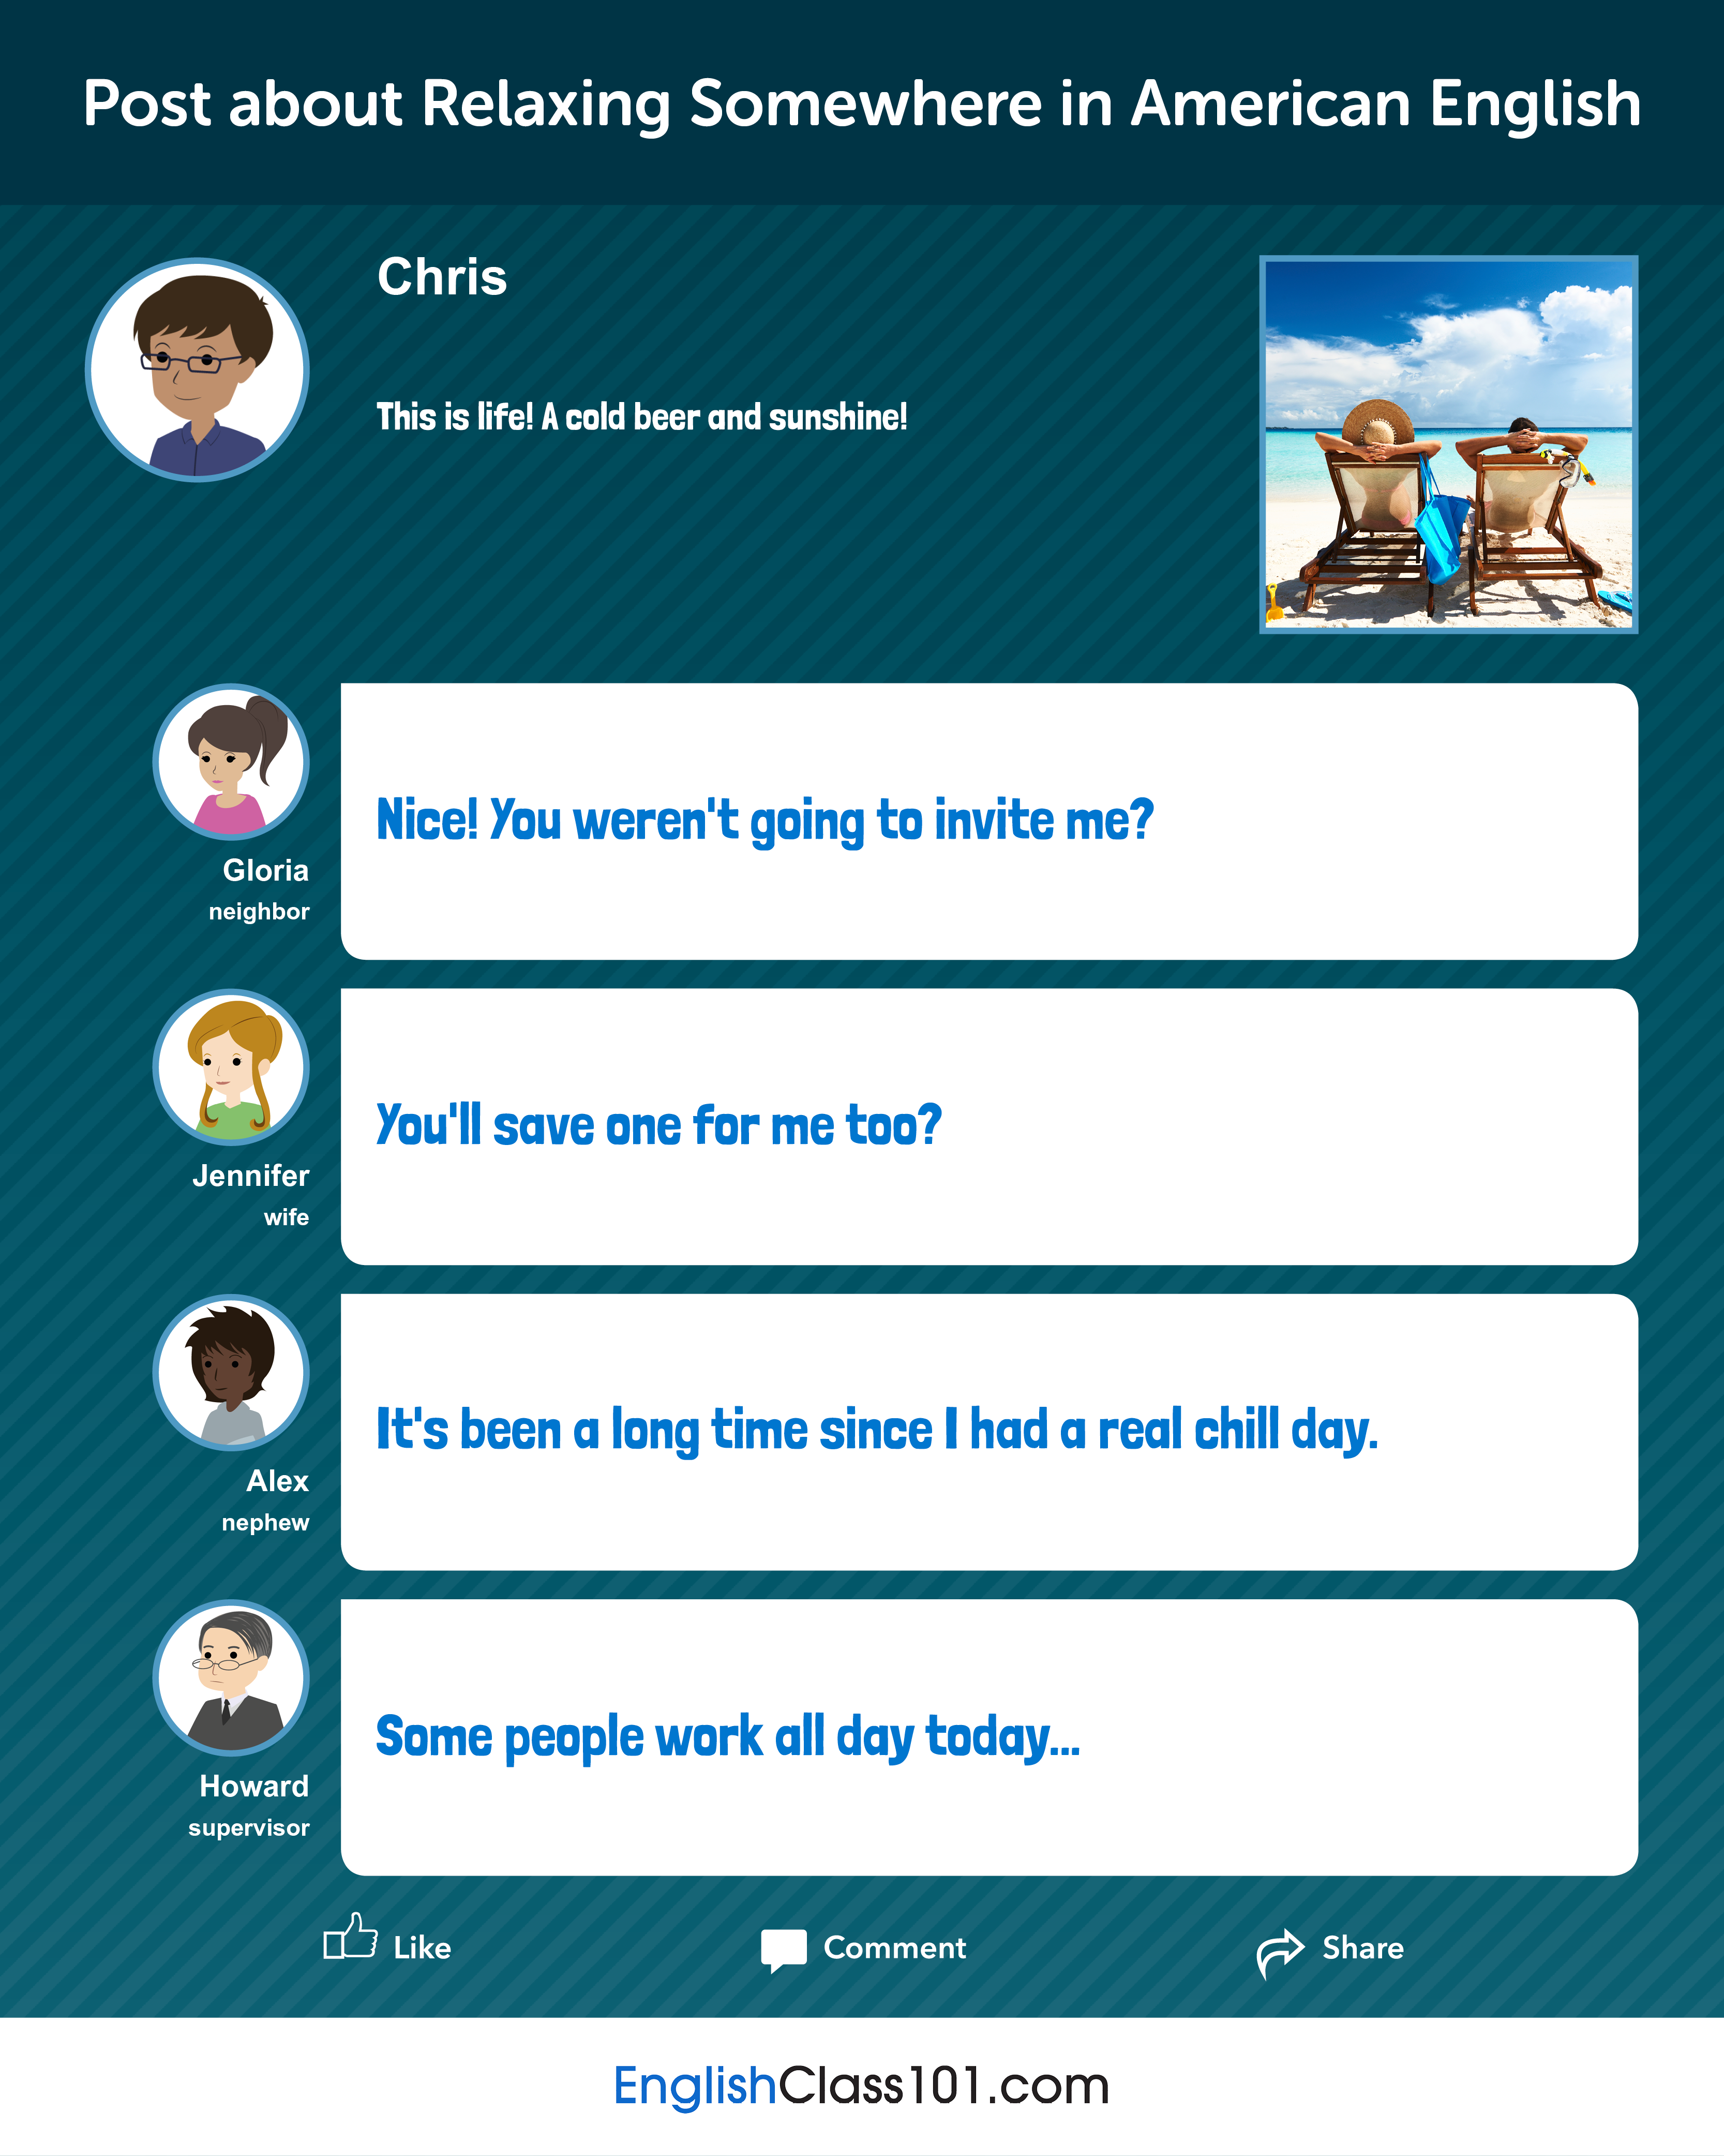 Post about Relaxing Somewhere in American English
Chris
This is life! A cold beer and sunshine!
Nice! You weren't going to invite me?
Gloria
neighbor
You'll save one for me too?
Jennifer
wife
It's been a long time since I had a real chill day.
Alex
nephew
Some people work all day today...
Howard
supervisor
Like
Comment
Share
EnglishClass101.com